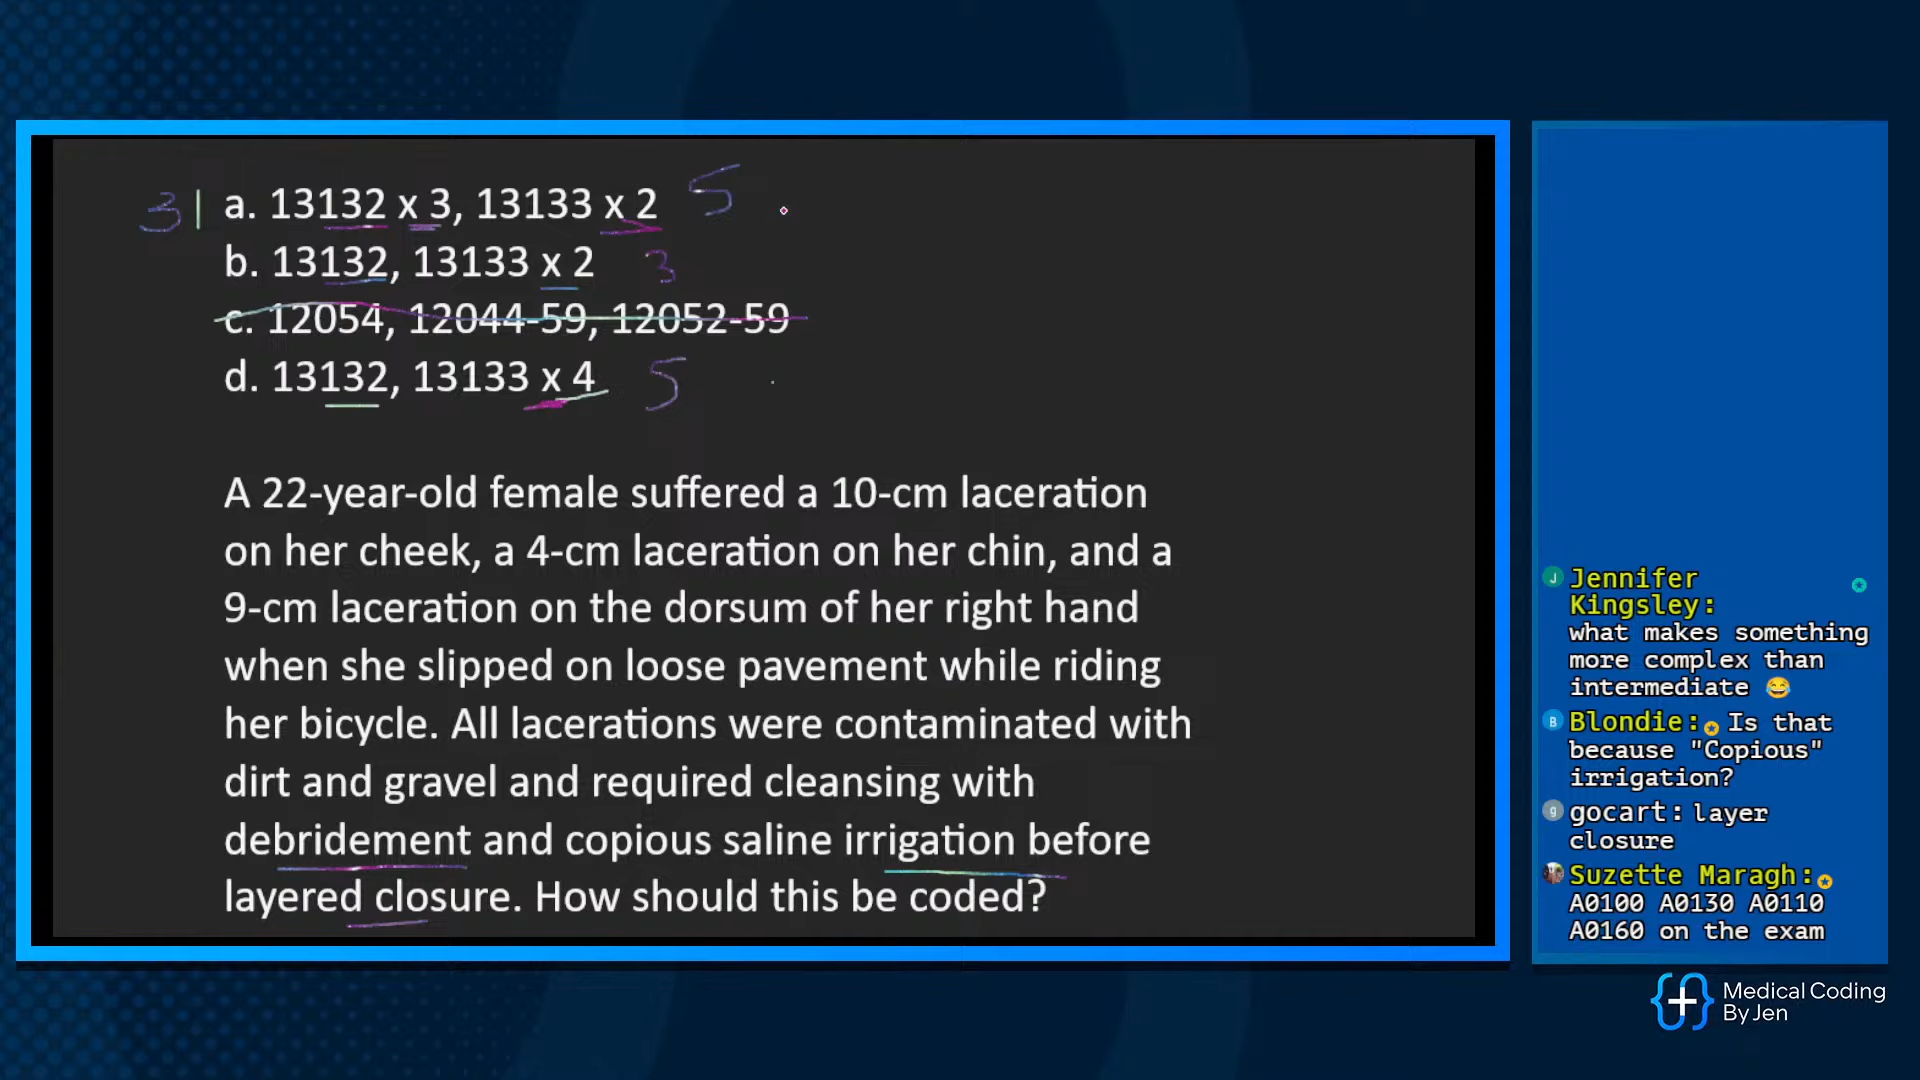 3 a. 13132 x 3, 13133 x 2 5
b. 13132, 13133 x 2 3
c. 12054, 12044-59, 12052-59
d. 13132, 13133 x 4 5
A 22-year-old female suffered a 10-cm laceration
on her cheek, a 4-cm laceration on her chin, and a
9-cm laceration on the dorsum of her right hand
when she slipped on loose pavement while riding
her bicycle. All lacerations were contaminated with
dirt and gravel and required cleansing with
debridement and copious saline irrigation before
layered closure. How should this be coded?
J Jennifer
Kingsley:
what makes something
more complex than
intermediate 😂
B Blondie: Is that
because "Copious"
irrigation?
g gocart: layer
closure
Suzette Maragh:
A0100 A0130 A0110
A0160 on the exam
Medical Coding
By Jen